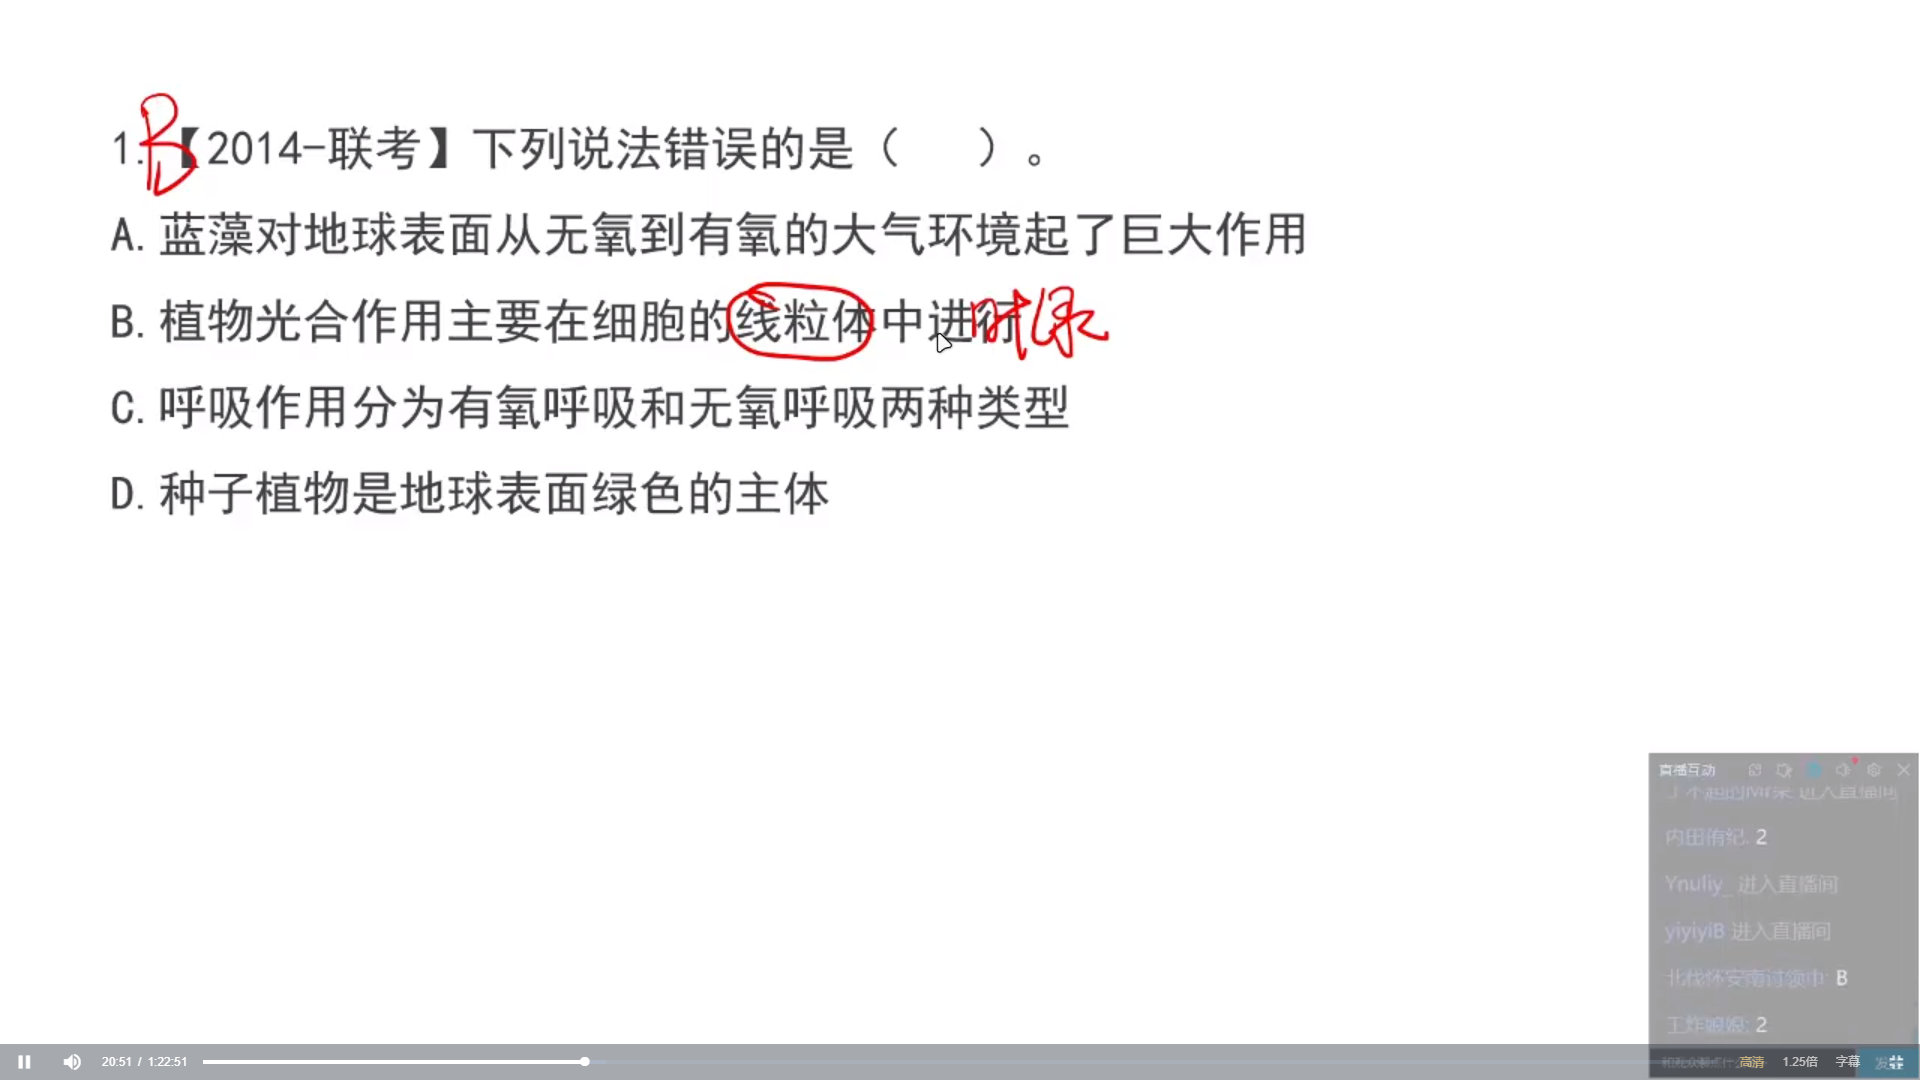 B
1.【2014-联考】下列说法错误的是（ ）。
A. 蓝藻对地球表面从无氧到有氧的大气环境起了巨大作用
B. 植物光合作用主要在细胞的线粒体中进行
叶绿
C. 呼吸作用分为有氧呼吸和无氧呼吸两种类型
D. 种子植物是地球表面绿色的主体
直播互动
进入直播间
内田侑纪: 2
Ynuliy_ 进入直播间
yiyiyiB 进入直播间
B
2
20:51 / 1:22:51
高清 1.25倍 字幕